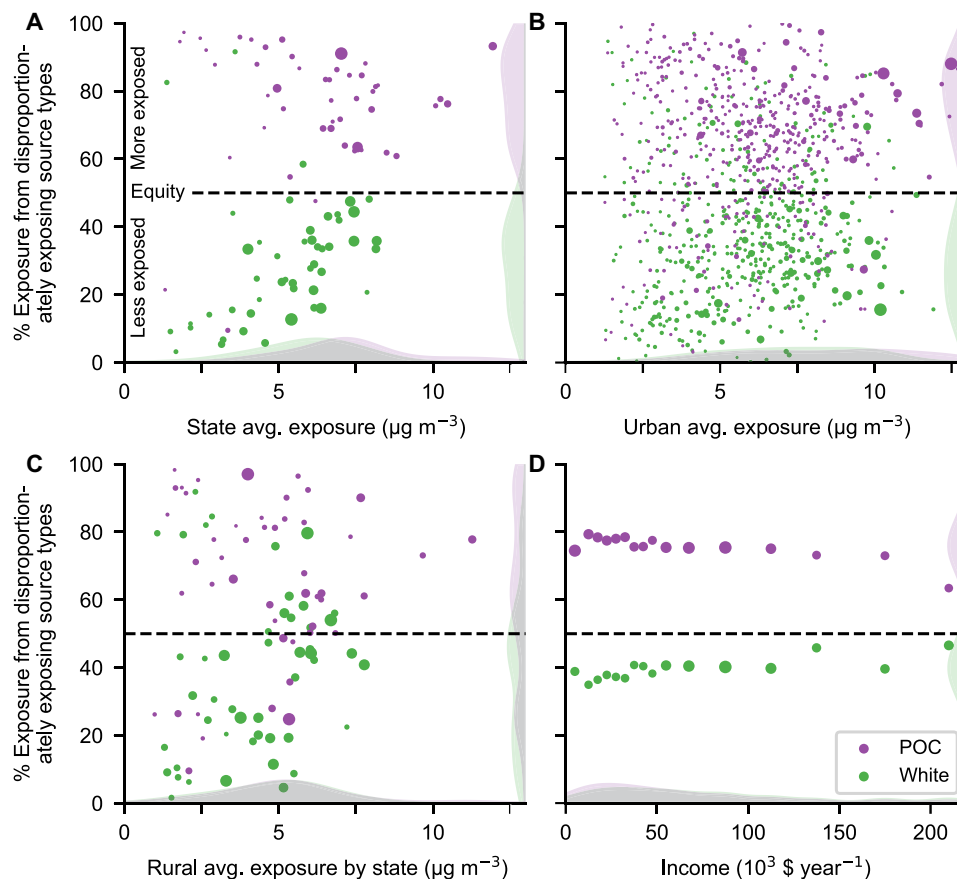 A
B
% Exposure from disproportion-
ately exposing source types
100
80
60
40
20
0
More exposed
Equity
Less exposed
0
5
10
State avg. exposure (µg m⁻³)
0
5
10
Urban avg. exposure (µg m⁻³)
C
D
% Exposure from disproportion-
ately exposing source types
100
80
60
40
20
0
0
5
10
Rural avg. exposure by state (µg m⁻³)
POC
White
0
50
100
150
200
Income (10³ $ year⁻¹)